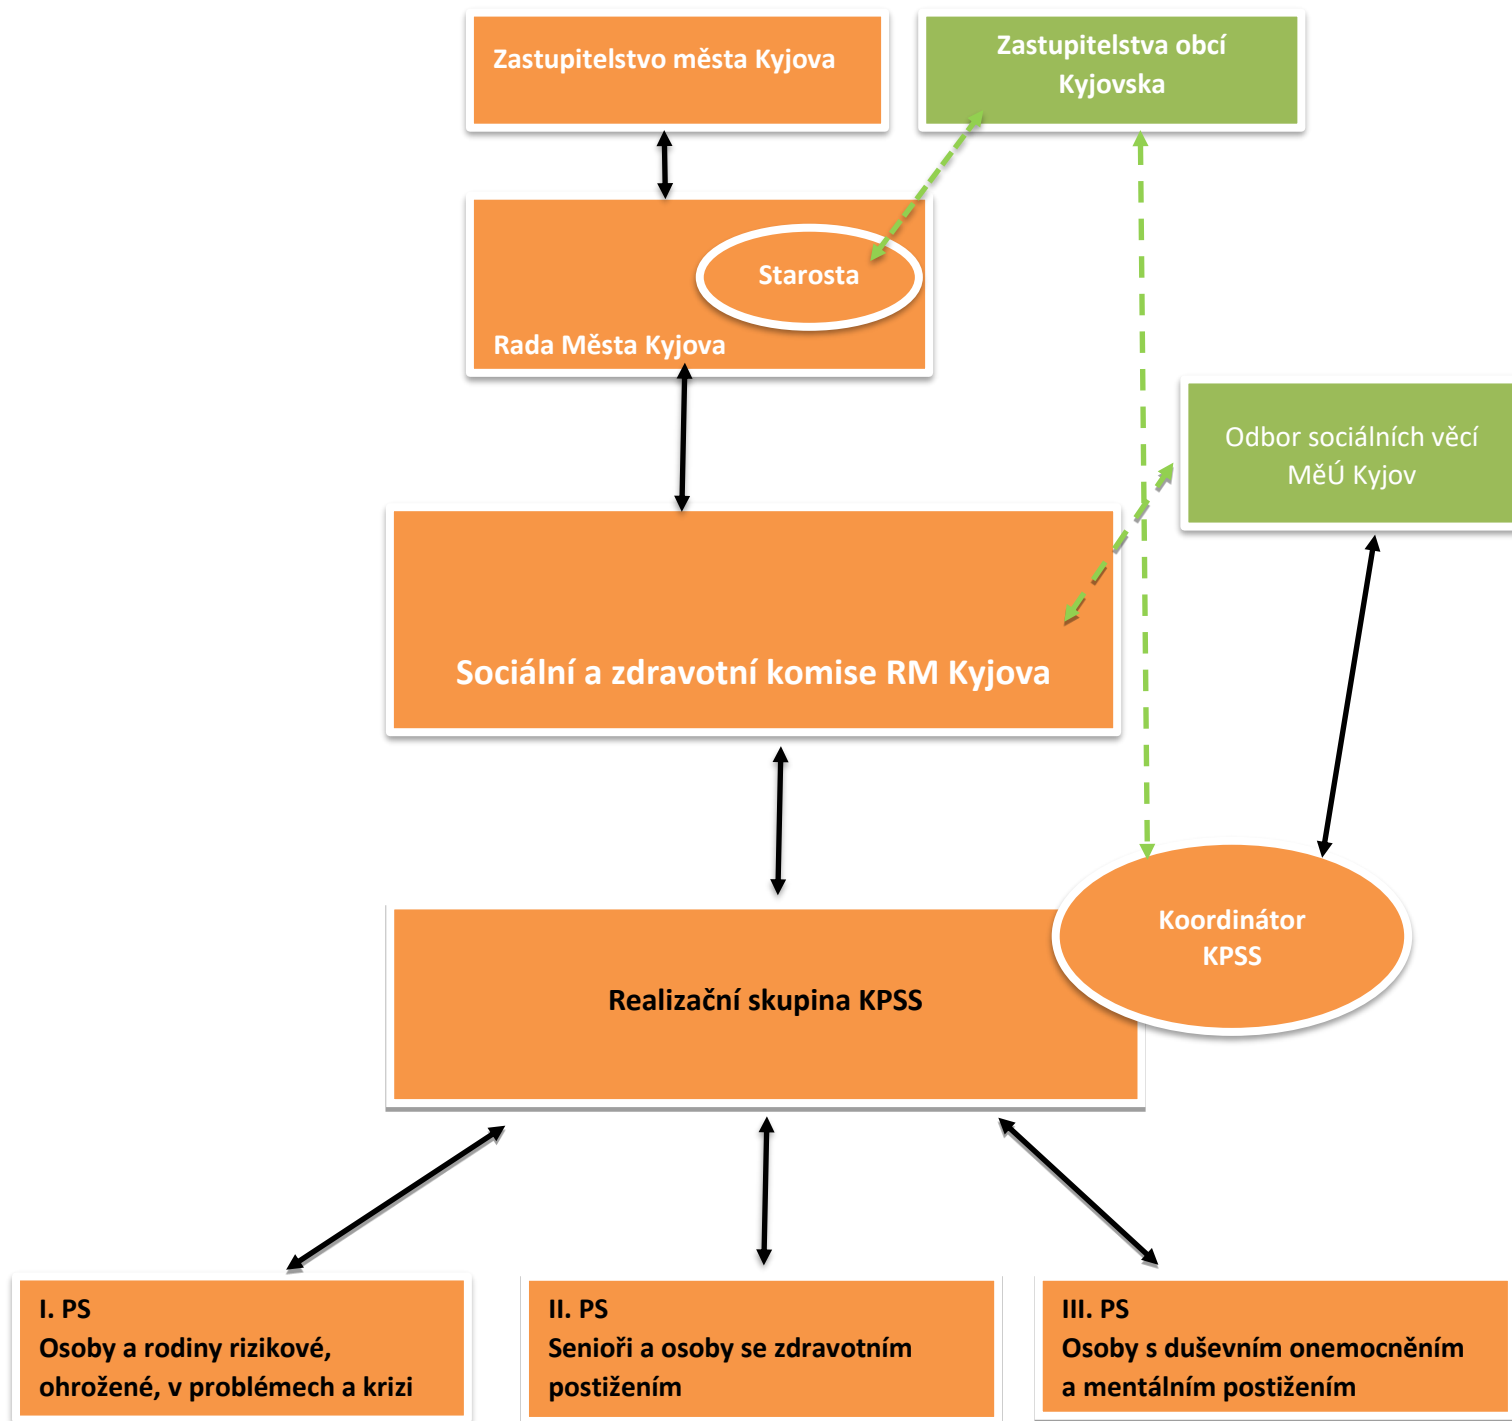 Zastupitelstvo města Kyjova
Zastupitelstva obcí
Kyjovska
Starosta
Rada Města Kyjova
Odbor sociálních věcí
MěÚ Kyjov
Sociální a zdravotní komise RM Kyjova
Koordinátor
KPSS
Realizační skupina KPSS
I. PS
Osoby a rodiny rizikové,
ohrožené, v problémech a krizi
II. PS
Senioři a osoby se zdravotním
postižením
III. PS
Osoby s duševním onemocněním
a mentálním postižením